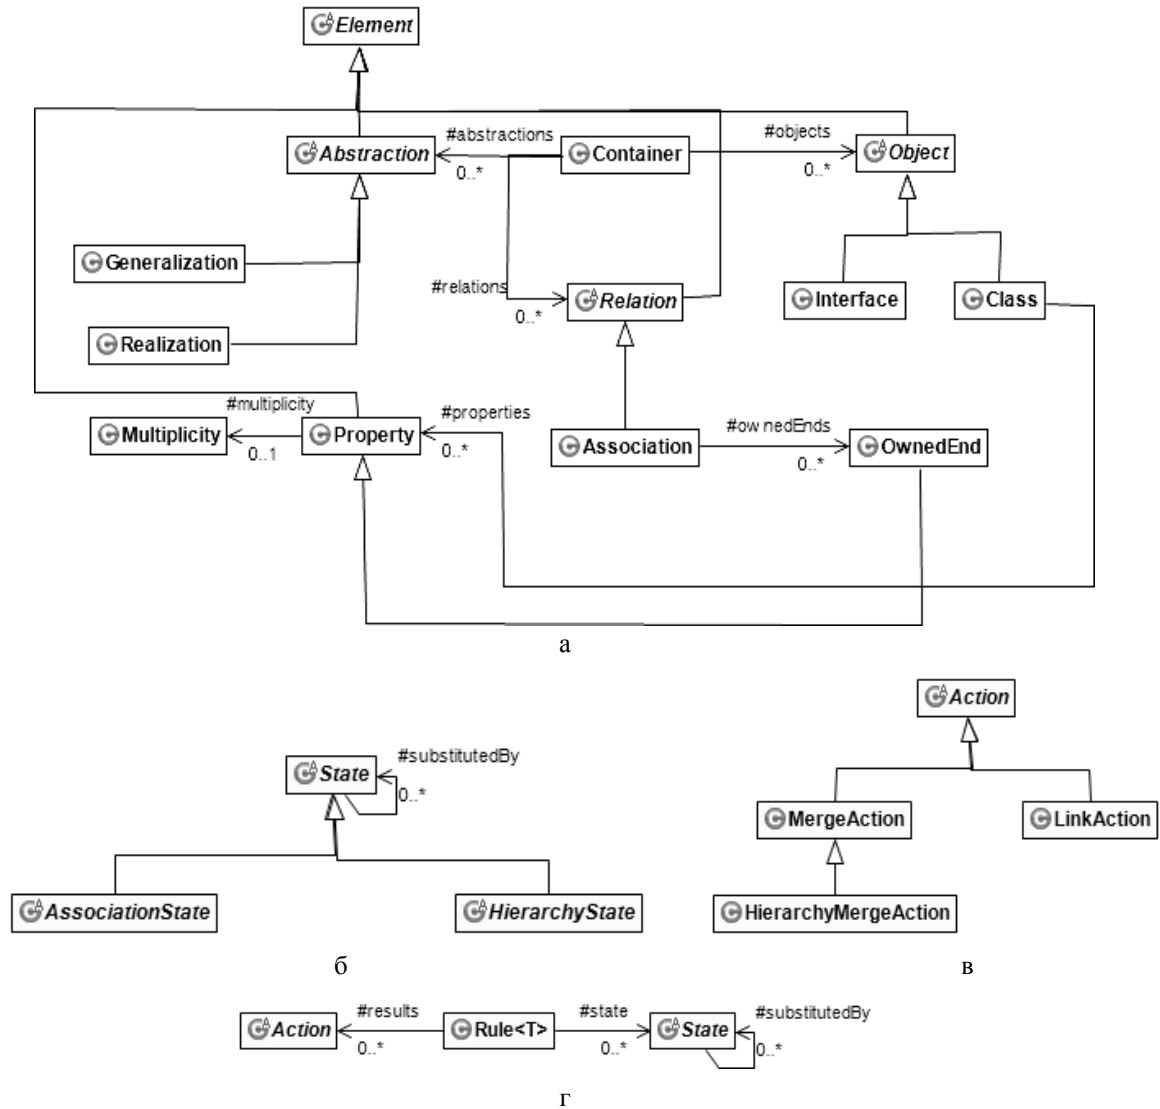 Element
#abstractions
#objects
Abstraction
Container
Object
0..*
0..*
Generalization
#relations
Relation
Interface
Class
0..*
Realization
#multiplicity
#properties
#ow nedEnds
Multiplicity
Property
Association
OwnedEnd
0..1
0..*
0..*
а
Action
#substitutedBy
State
0..*
MergeAction
LinkAction
AssociationState
HierarchyState
HierarchyMergeAction
б
в
#results
#state
#substitutedBy
Action
Rule<T>
State
0..*
0..*
0..*
г